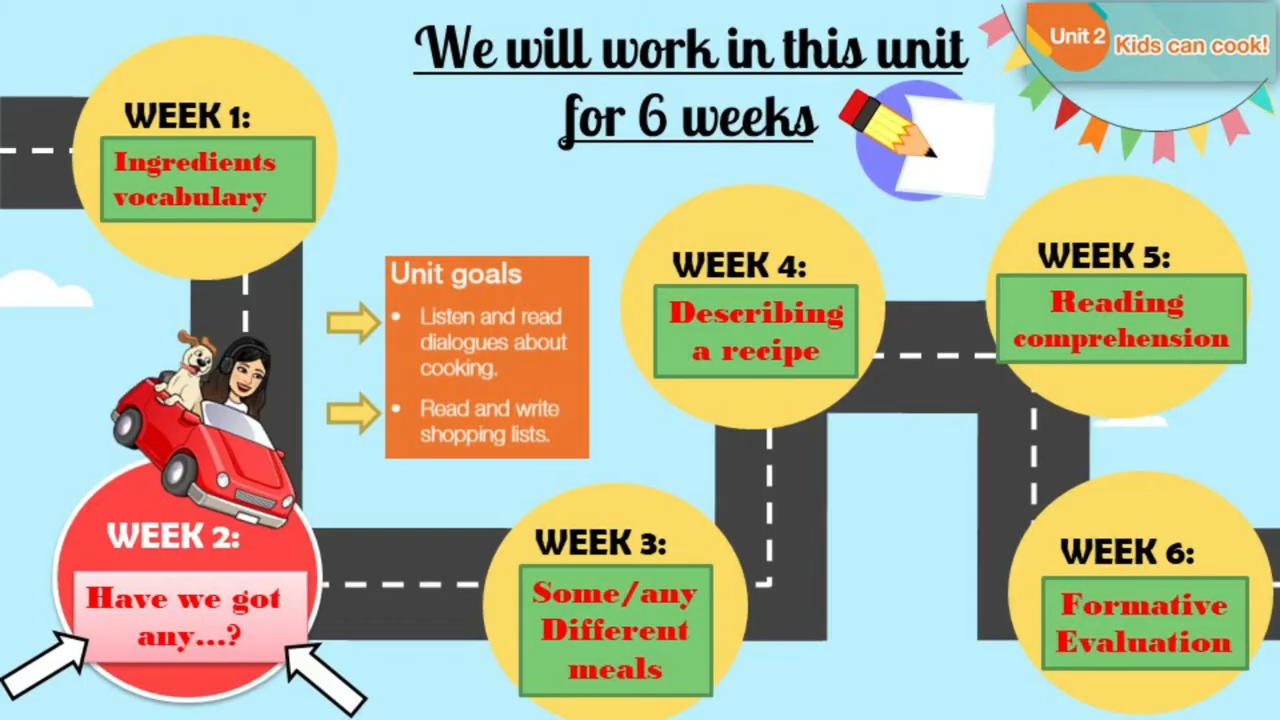 We will work in this unit
for 6 weeks
Unit 2 Kids can cook!
WEEK 1:
Ingredients
vocabulary
Unit goals
• Listen and read
dialogues about
cooking.
• Read and write
shopping lists.
WEEK 2:
Have we got
any...?
WEEK 3:
Some/any
Different
meals
WEEK 4:
Describing
a recipe
WEEK 5:
Reading
comprehension
WEEK 6:
Formative
Evaluation